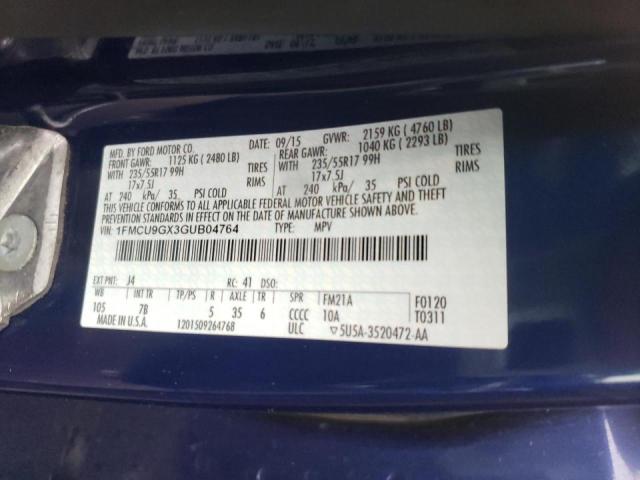 MFD. BY FORD MOTOR CO.
DATE: 09/15 GVWR: 2159 KG ( 4760 LB)
FRONT GAWR: 1125 KG ( 2480 LB) REAR GAWR: 1040 KG ( 2293 LB)
WITH 235/55R17 99H TIRES WITH 235/55R17 99H TIRES
17x7.5J RIMS 17x7.5J RIMS
AT 240 kPa/ 35 PSI COLD AT 240 kPa/ 35 PSI COLD
THIS VEHICLE CONFORMS TO ALL APPLICABLE FEDERAL MOTOR VEHICLE SAFETY AND THEFT
PREVENTION STANDARDS IN EFFECT ON THE DATE OF MANUFACTURE SHOWN ABOVE.
VIN: 1FMCU9GX3GUB04764 TYPE: MPV
EXT PNT: J4 RC: 41 DSO:
WB INT TR TP/PS R AXLE TR SPR FM21A F0120
105 7B 5 35 6 CCCC 10A T0311
MADE IN U.S.A. 1201509264768 ULC 5U5A-3520472-AA